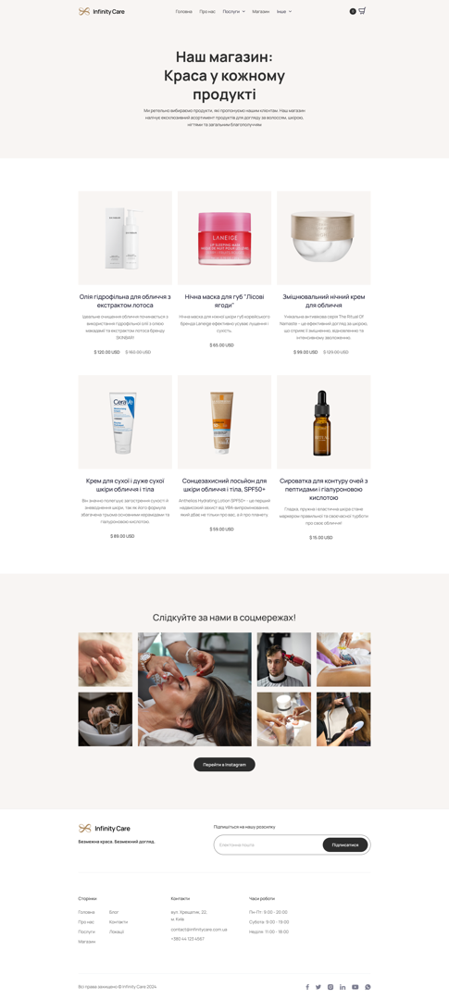 Infinity Care
Головна
Про нас
Послуги
Магазин
Інше
0
Наш магазин:
Краса у кожному
продукті
Ми ретельно вибираємо продукти, які пропонуємо нашим клієнтам. Наш магазин
налічує ексклюзивний асортимент продуктів для догляду за волоссям, шкірою,
нігтями та загальним благополуччям.
LANEIGE
Олія гідрофільна для обличчя з
екстрактом лотоса
Ідеальне очищення обличчя починається з
використання гідрофільної олії з олією
макадамії та екстрактом лотоса бренду
SKINBAR!
$ 120.00 USD
$ 160.00 USD
Нічна маска для губ "Лісові
ягоди"
Нічна маска для ніжної шкіри губ корейського
бренда Laneige ефективно усуває лущення і
сухість.
$ 65.00 USD
Зміцнювальний нічний крем
для обличчя
Унікальна антивікова серія The Ritual Of
Namaste - це ефективний догляд за шкірою,
що сприяє її зміцненню, відновленню та
інтенсивному зволоженню.
$ 99.00 USD
$ 129.00 USD
CeraVe
Крем для сухої і дуже сухої
шкіри обличчя і тіла
Він значно полегшує загострення сухості й
зневоднення шкіри, так як його формула
збагачена трьома основними керамідами та
гіалуроновою кислотою.
$ 89.00 USD
Сонцезахисний лосьйон для
шкіри обличчя і тіла, SPF50+
Anthelios Hydrating Lotion SPF50+ - це перший
надвисокий захист від УФА-випромінювання,
який дбає не тільки про вас, а й про планету.
$ 59.00 USD
Сироватка для контуру очей з
пептидами і гіалуроновою
кислотою
Гладка, пружна і еластична шкіра стане
маркером правильної та своєчасної турботи
про своє обличчя!
$ 15.00 USD
Слідкуйте за нами в соцмережах!
Перейти в Instagram
Infinity Care
Безмежна краса. Безмежний догляд.
Підпишіться на нашу розсилку
Електронна пошта
Підписатися
Сторінки
Головна
Про нас
Послуги
Магазин
Блог
Контакти
Локації
Контакти
вул. Хрещатик, 22,
м. Київ
contact@infinitycare.com.ua
+380 44 123 4567
Часи роботи
Пн-Пт: 9:00 - 20:00
Субота: 9:00 - 19:00
Неділя: 11:00 - 18:00
Всі права захищено © Infinity Care 2024